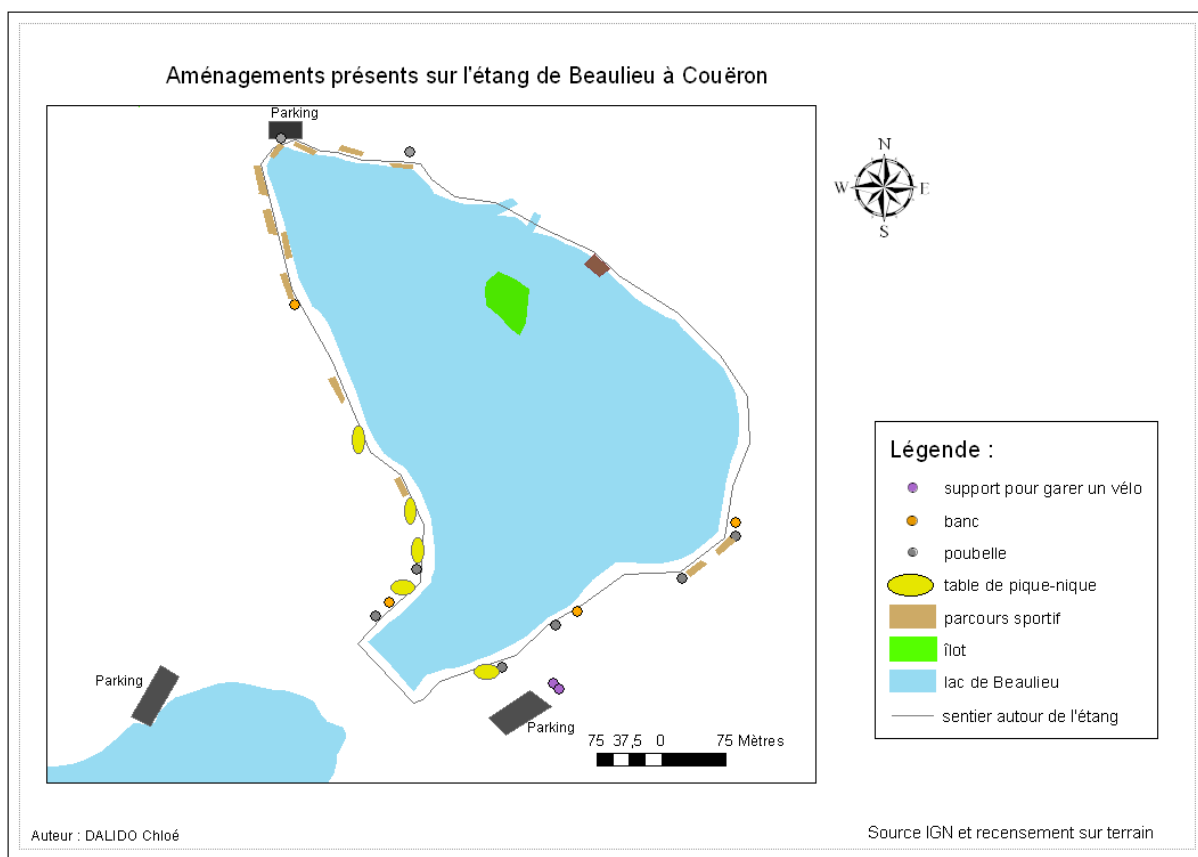 Aménagements présents sur l'étang de Beaulieu à Couëron
Parking
N
W E
S
Légende :
support pour garer un vélo
banc
poubelle
table de pique-nique
parcours sportif
îlot
lac de Beaulieu
sentier autour de l'étang
Parking
Parking
75 37,5 0 75 Mètres
Auteur : DALIDO Chloé
Source IGN et recensement sur terrain